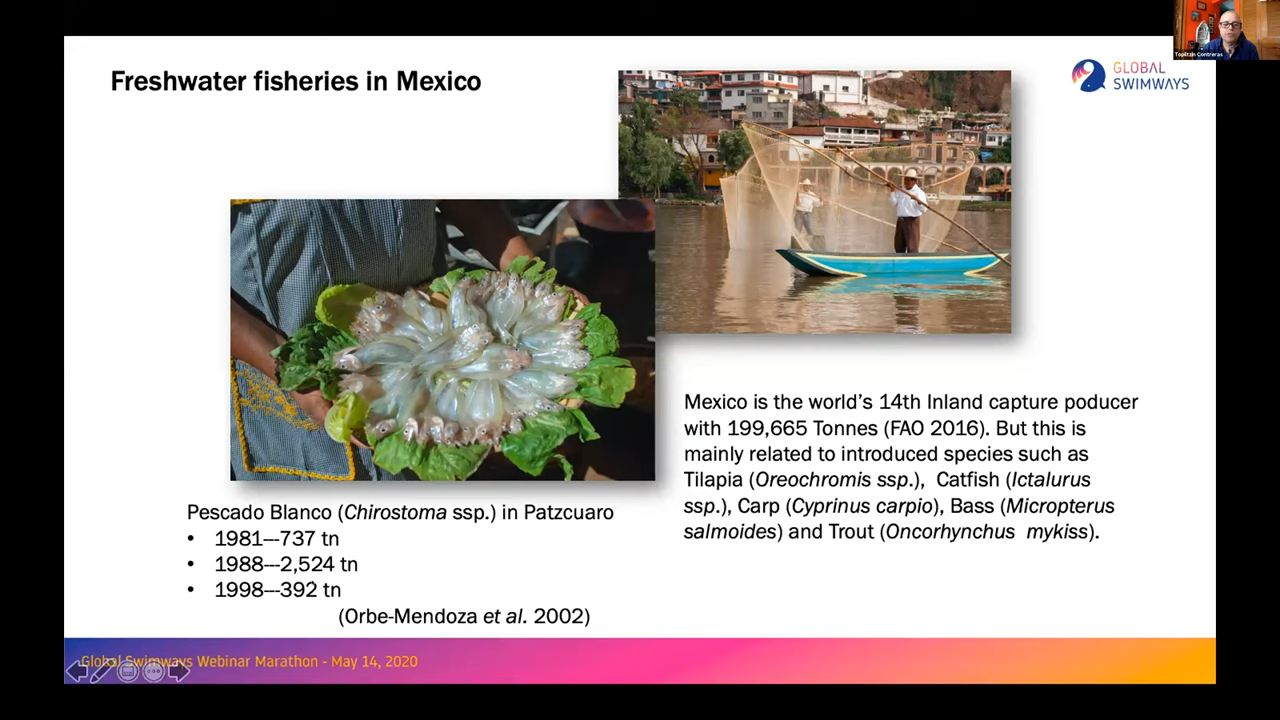 Topiltzin Contreras
Freshwater fisheries in Mexico
GLOBAL
SWIMWAYS
Mexico is the world's 14th Inland capture poducer
with 199,665 Tonnes (FAO 2016). But this is
mainly related to introduced species such as
Tilapia (Oreochromis ssp.), Catfish (Ictalurus
ssp.), Carp (Cyprinus carpio), Bass (Micropterus
salmoides) and Trout (Oncorhynchus mykiss).
Pescado Blanco (Chirostoma ssp.) in Patzcuaro
• 1981---737 tn
• 1988---2,524 tn
• 1998---392 tn
(Orbe-Mendoza et al. 2002)
Global Swimways Webinar Marathon - May 14, 2020